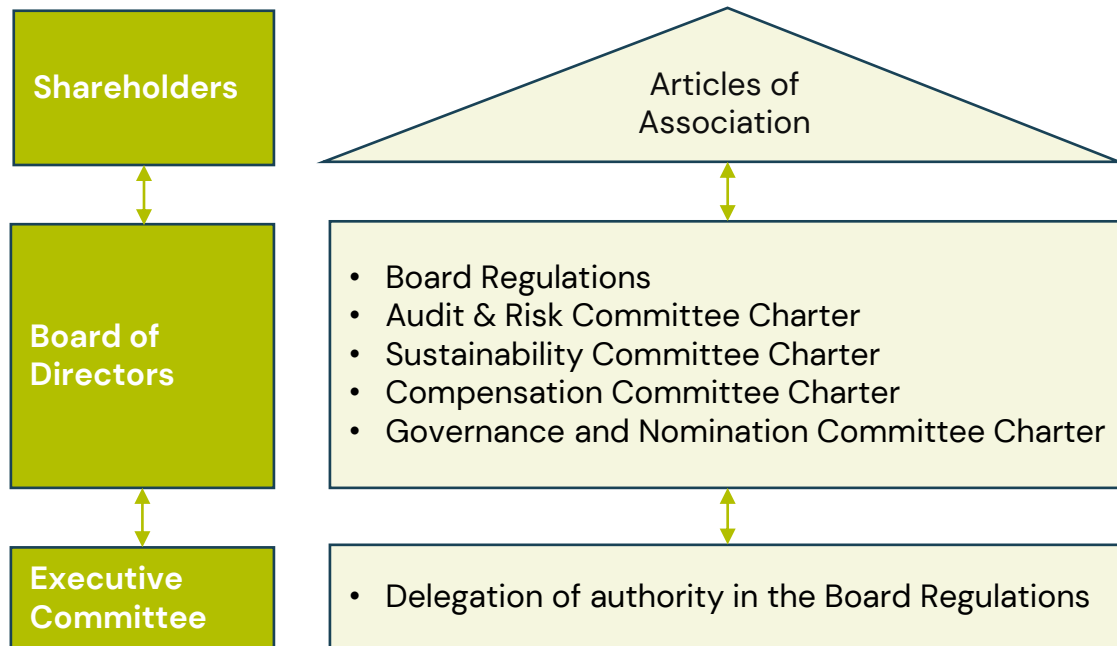 Shareholders
Articles of
Association
Board of
Directors
• Board Regulations
• Audit & Risk Committee Charter
• Sustainability Committee Charter
• Compensation Committee Charter
• Governance and Nomination Committee Charter
Executive
Committee
• Delegation of authority in the Board Regulations